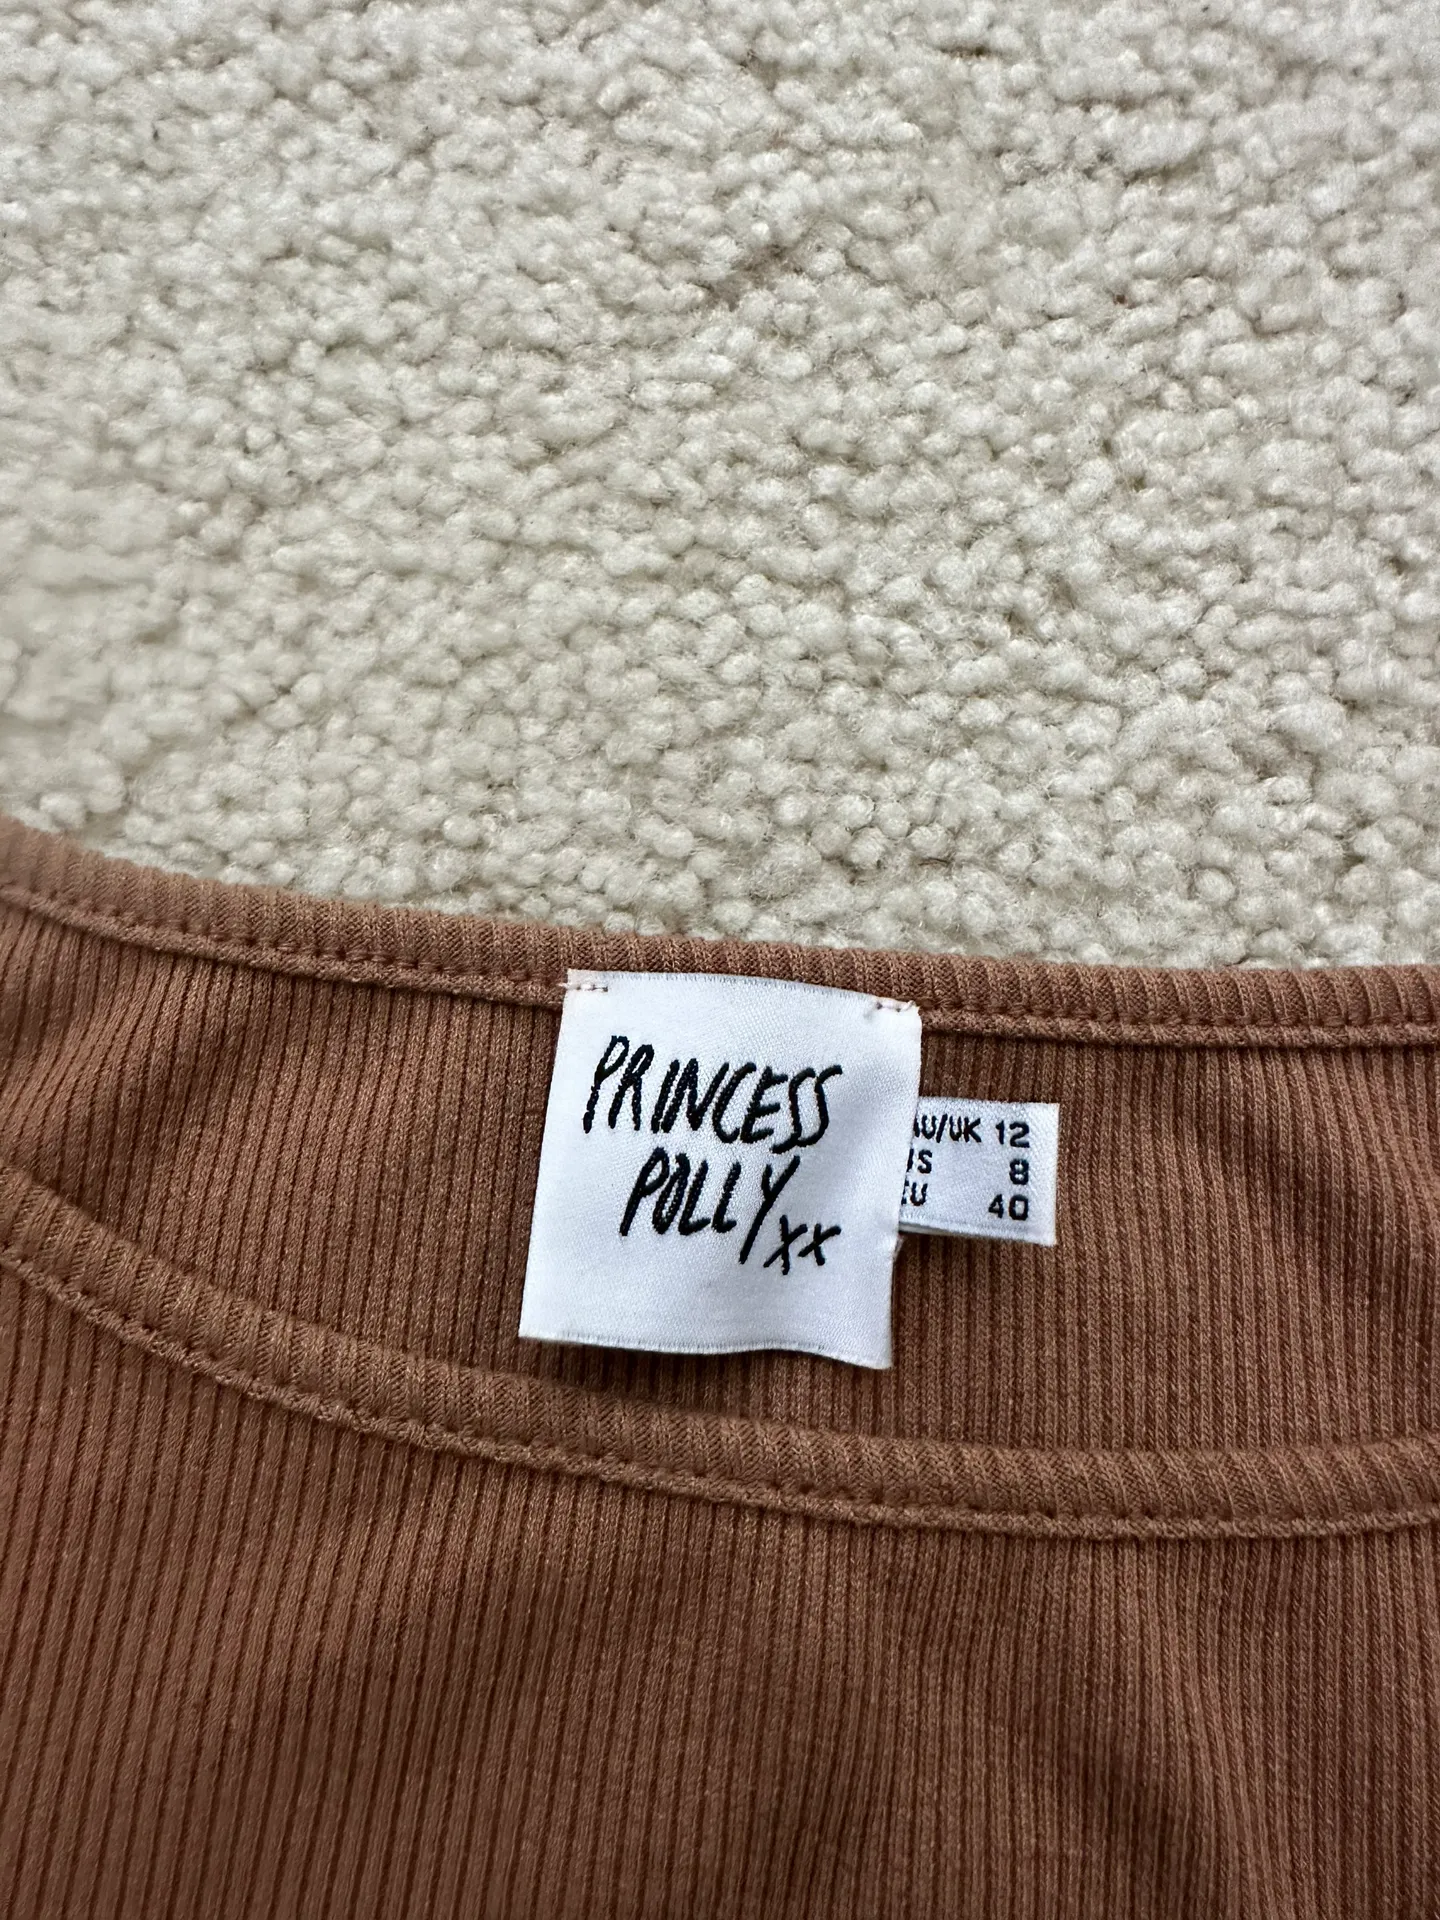 PRINCESS
POLLY xx
AU/UK 12
US 8
EU 40